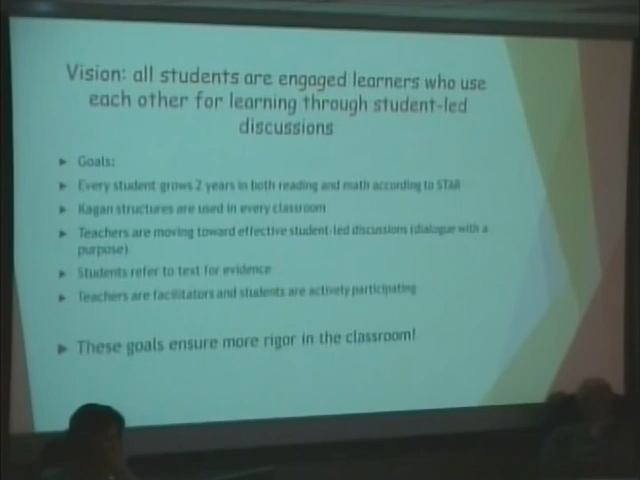 Vision: all students are engaged learners who use
each other for learning through student-led
discussions
Goals:
Every student grows 2 years in both reading and math according to STAR
Kagan structures are used in every classroom
Teachers are moving toward effective student-led discussions (dialogue with a
purpose)
Students refer to text for evidence
Teachers are facilitators and students are actively participating
These goals ensure more rigor in the classroom!